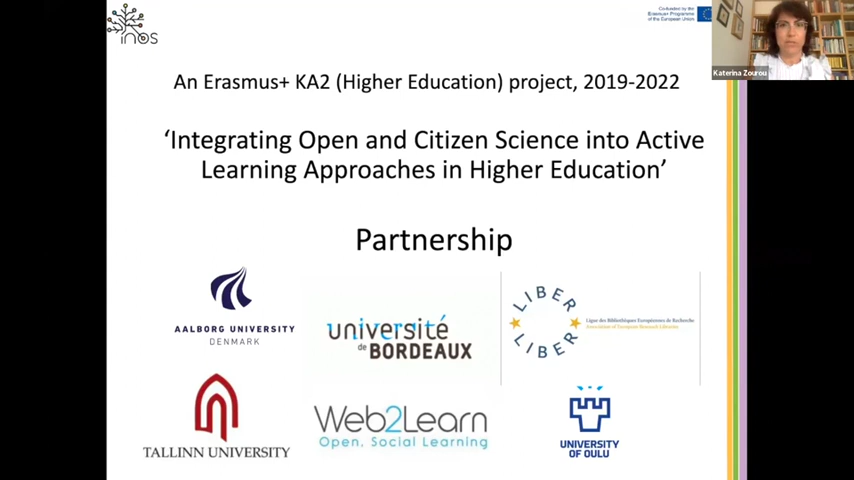 inos
Co-funded by the
Erasmus+ Programme
of the European Union
Katerina Zourou
An Erasmus+ KA2 (Higher Education) project, 2019-2022
‘Integrating Open and Citizen Science into Active
Learning Approaches in Higher Education’
Partnership
AALBORG UNIVERSITY
DENMARK
université
de BORDEAUX
LIBER
LIBER
Ligue des Bibliothèques Européennes de Recherche
Association of European Research Libraries
TALLINN UNIVERSITY
Web2Learn
Open. Social Learning
UNIVERSITY
OF OULU